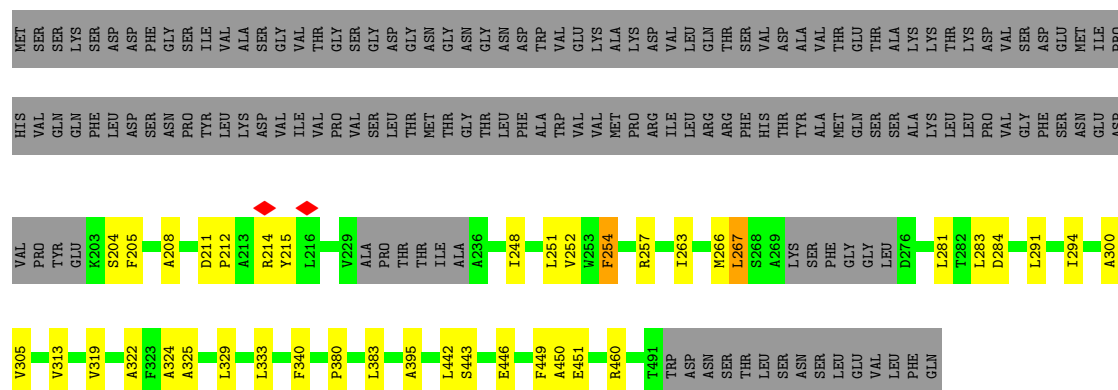 MET SER SER LYS SER ASP ASP PHE GLY SER ILE VAL ALA SER GLY VAL THR GLY SER GLY ASP GLY ASN GLY ASN GLY ASN ASP TRP VAL GLU LYS ALA LYS ASP VAL LEU GLN THR SER VAL ASP ALA VAL THR GLU THR ALA LYS LYS THR LYS ASP VAL SER ASP GLU MET ILE PRO
HIS VAL GLN GLN PHE LEU ASP SER ASN PRO TYR LEU LYS ASP VAL ILE VAL PRO VAL SER LEU THR MET THR GLY THR LEU PHE ALA TRP VAL VAL MET PRO ARG ILE LEU ARG ARG PHE HIS THR TYR ALA MET GLN SER SER ALA LYS LEU LEU PRO VAL GLY PHE SER ASN GLU ASP
VAL PRO TYR GLU K203 S204 F205 A208 D211 P212 A213 R214 Y215 L216 V229 ALA PRO THR THR ILE ALA A236 I248 L251 V252 W253 F254 R257 I263 M266 L267 S268 A269 LYS SER PHE GLY GLY LEU D276 L281 T282 L283 D284 L291 I294 A300
V305 V313 V319 A322 F323 A324 A325 L329 L333 F340 P380 L383 A395 L442 S443 E446 F449 A450 E451 R460 T491 TRP ASP ASN SER THR LEU SER ASN SER LEU GLU VAL LEU PHE GLN